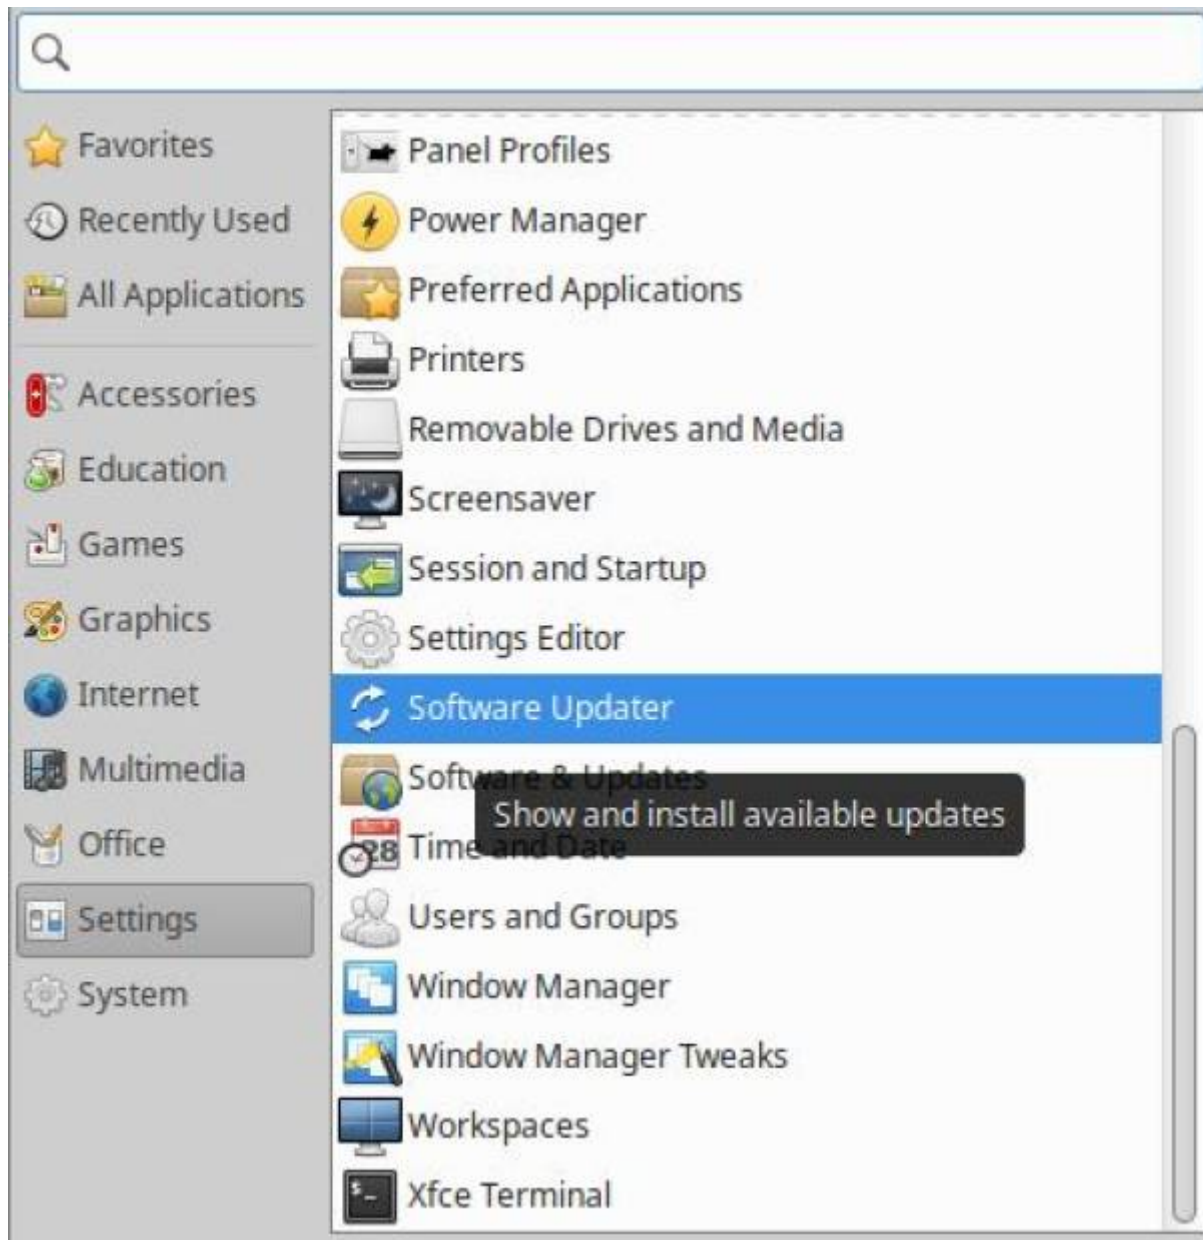 Favorites
Recently Used
All Applications
Accessories
Education
Games
Graphics
Internet
Multimedia
Office
Settings
System
Panel Profiles
Power Manager
Preferred Applications
Printers
Removable Drives and Media
Screensaver
Session and Startup
Settings Editor
Software Updater
Software & Updates
Show and install available updates
Time and Date
28
Users and Groups
Window Manager
Window Manager Tweaks
Workspaces
$_
Xfce Terminal